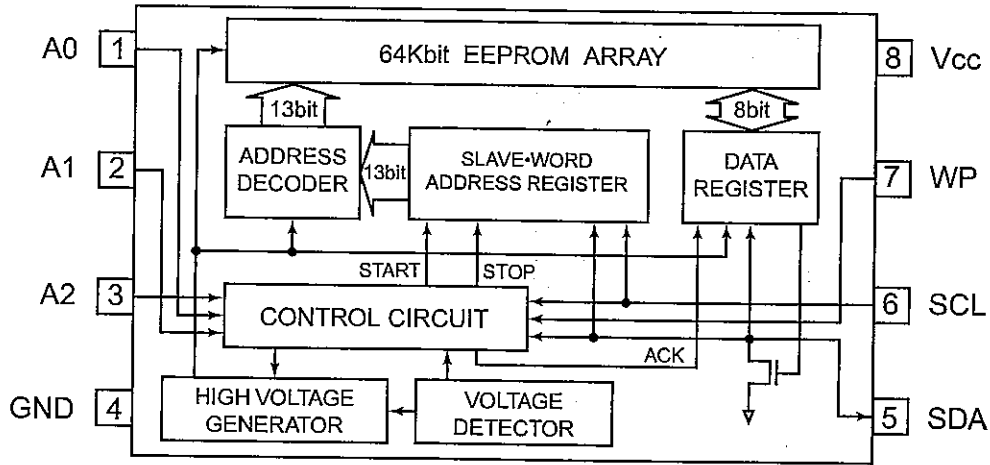 A0 1
64Kbit EEPROM ARRAY
8 Vcc
13bit
8bit
A1 2
ADDRESS
DECODER
13bit
SLAVE•WORD
ADDRESS REGISTER
DATA
REGISTER
7 WP
START
STOP
A2 3
CONTROL CIRCUIT
6 SCL
ACK
GND 4
HIGH VOLTAGE
GENERATOR
VOLTAGE
DETECTOR
5 SDA